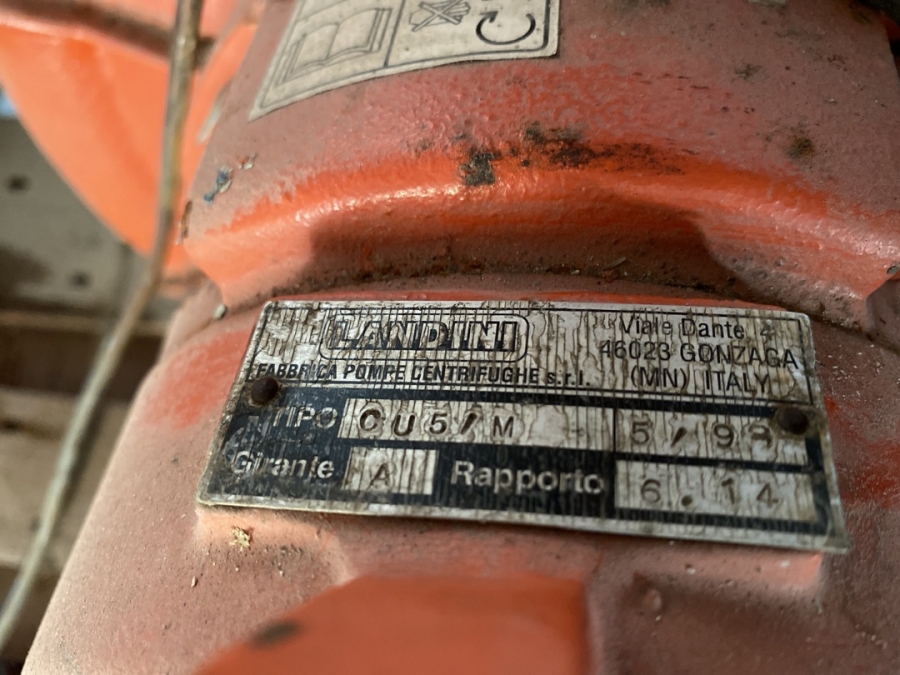 LANDINI
FABBRICA POMPE CENTRIFUGHE s.r.l.
Viale Dante, 4
46023 GONZAGA
(MN) ITALY
TIPO CU5/M 5/98
Girante A Rapporto 6.14